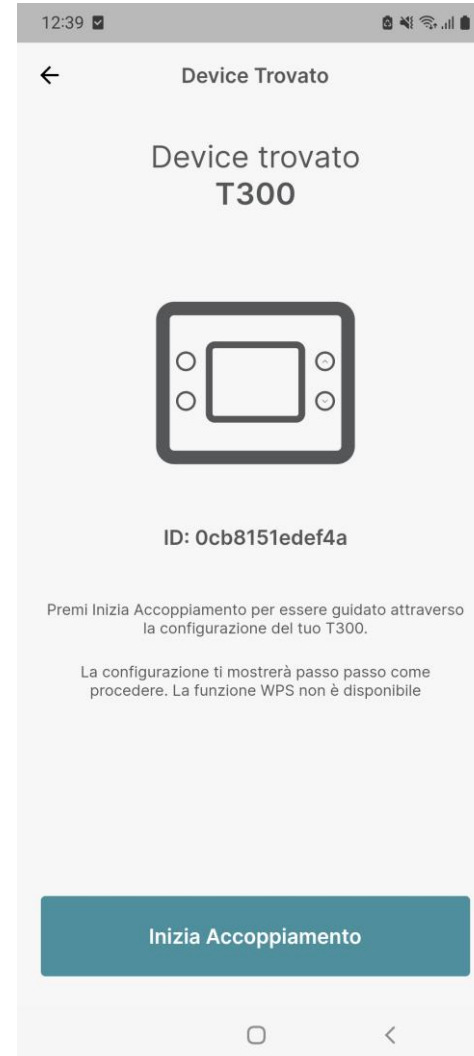 12:39
Device Trovato
Device trovato
T300
ID: 0cb8151edef4a
Premi Inizia Accoppiamento per essere guidato attraverso
la configurazione del tuo T300.
La configurazione ti mostrerà passo passo come
procedere. La funzione WPS non è disponibile
Inizia Accoppiamento